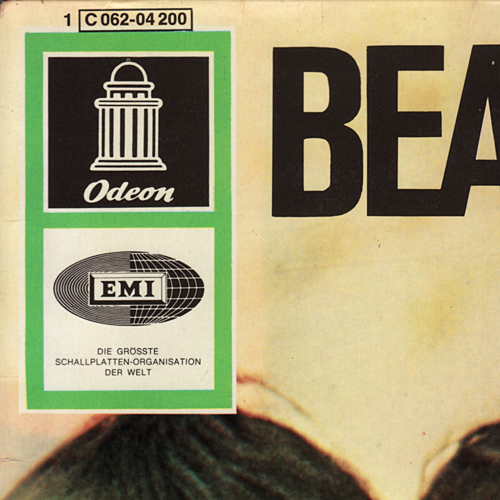 1 C 062-04 200
BEA
Odeon
EMI
DIE GRÖSSTE
SCHALLPLATTEN-ORGANISATION
DER WELT